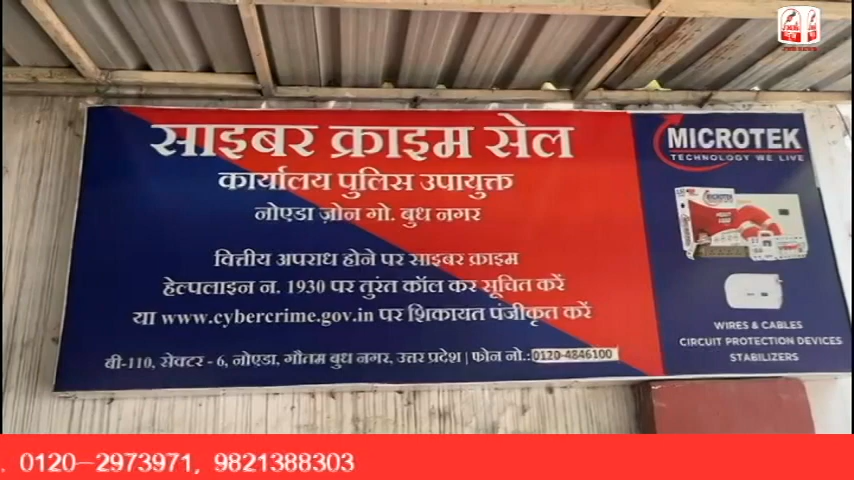 साइबर क्राइम सेल
कार्यालय पुलिस उपायुक्त
नोएडा ज़ोन गो. बुध नगर
वित्तीय अपराध होने पर साइबर क्राइम
हेल्पलाइन न. 1930 पर तुरंत कॉल कर सूचित करें
या www.cybercrime.gov.in पर शिकायत पंजीकृत करें
बी-110, सेक्टर - 6, नोएडा, गौतम बुध नगर, उत्तर प्रदेश | फोन नो.: 0120-4846100
MICROTEK
TECHNOLOGY WE LIVE
WIRES & CABLES
CIRCUIT PROTECTION DEVICES
STABILIZERS
. 0120-2973971, 9821388303